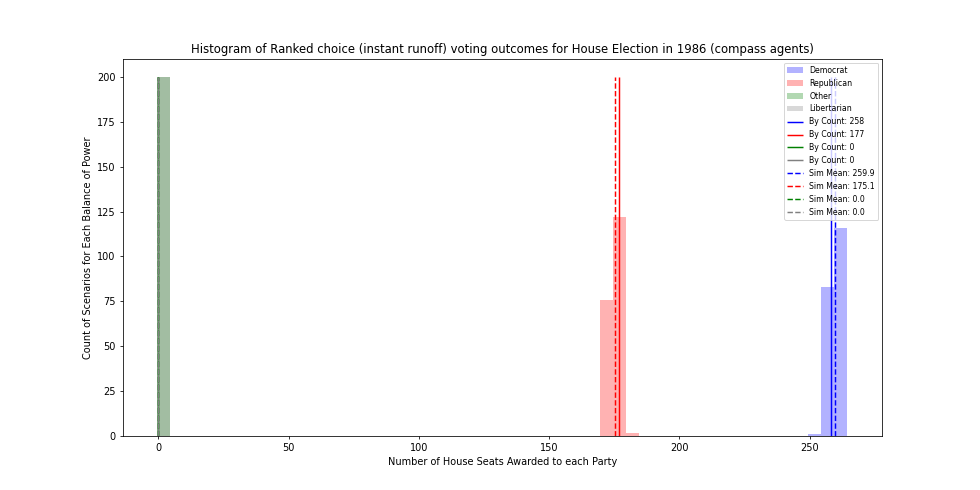 Histogram of Ranked choice (instant runoff) voting outcomes for House Election in 1986 (compass agents)
200
175
150
125
100
75
50
25
0
Count of Scenarios for Each Balance of Power
Democrat
Republican
Other
Libertarian
By Count: 258
By Count: 177
By Count: 0
By Count: 0
Sim Mean: 259.9
Sim Mean: 175.1
Sim Mean: 0.0
Sim Mean: 0.0
0 50 100 150 200 250
Number of House Seats Awarded to each Party